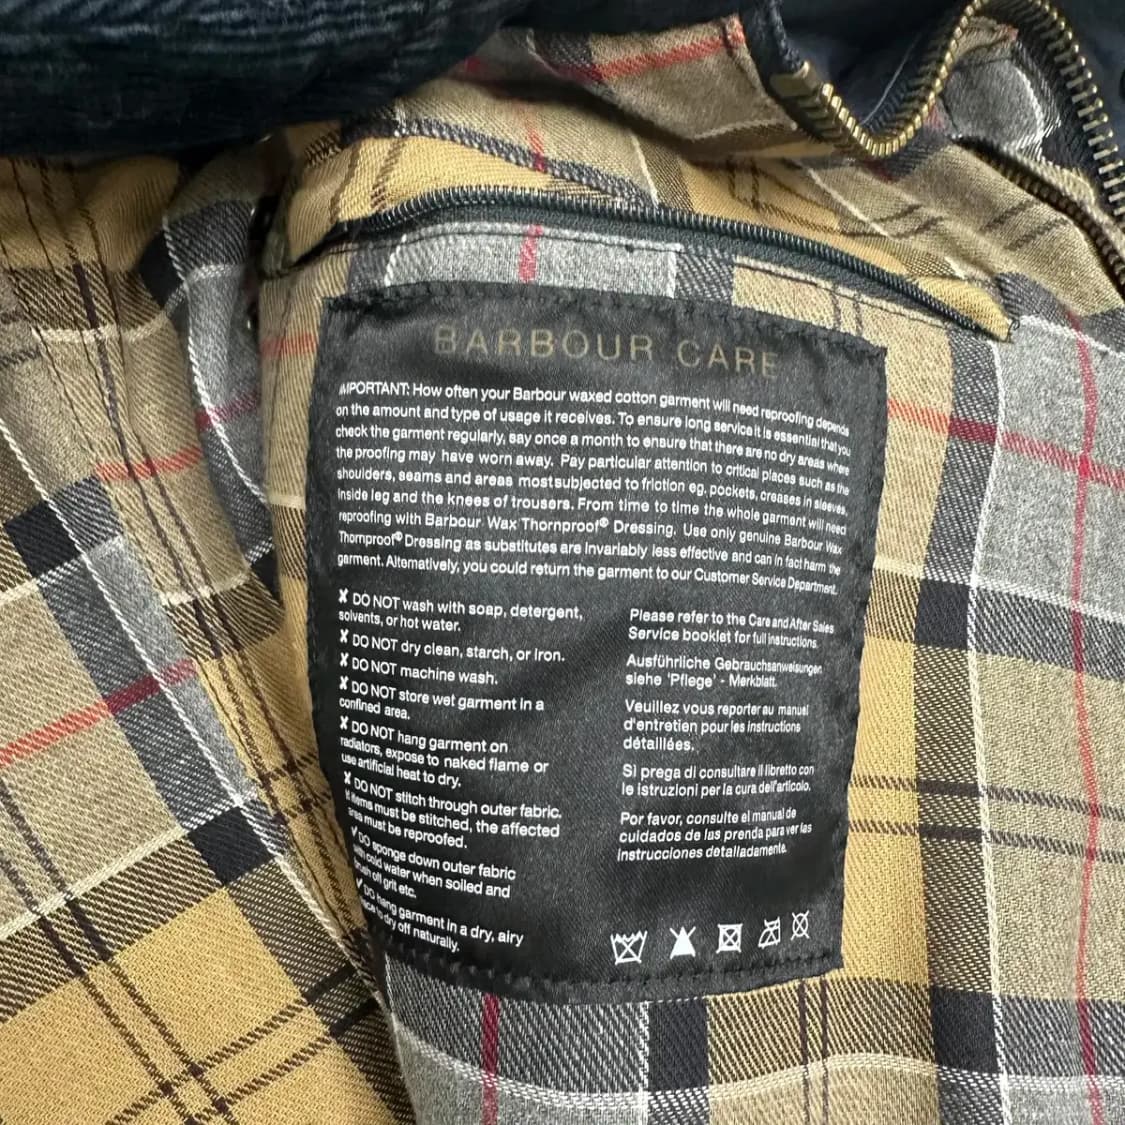 BARBOUR CARE
IMPORTANT: How often your Barbour waxed cotton garment will need reproofing depends
on the amount and type of usage it receives. To ensure long service it is essential that you
check the garment regularly, say once a month to ensure that there are no dry areas where
the proofing may have worn away. Pay particular attention to critical places such as the
shoulders, seams and areas mostsubjected to friction eg. pockets, creases in sleeves,
inside leg and the knees of trousers. From time to time the whole garment will need
reproofing with Barbour Wax Thornproof® Dressing. Use only genuine Barbour Wax
Thornproof® Dressing as substitutes are invariably less effective and can in fact harm the
garment. Alternatively, you could return the garment to our Customer Service Department.
✗ DO NOT wash with soap, detergent,
solvents, or hot water.
✗ DO NOT dry clean, starch, or iron.
✗ DO NOT machine wash.
✗ DO NOT store wet garment in a
confined area.
✗ DO NOT hang garment on
radiators, expose to naked flame or
use artificial heat to dry.
✗ DO NOT stitch through outer fabric.
If items must be stitched, the affected
area must be reproofed.
✓ DO sponge down outer fabric
with cold water when soiled and
brush off grit etc.
✓ DO hang garment in a dry, airy
place to dry off naturally.
Please refer to the Care and After Sales
Service booklet for full instructions.
Ausführliche Gebrauchsanweisungen
siehe 'Pflege' - Merkblatt.
Veuillez vous reporter au manuel
d'entretien pour les instructions
détaillées.
Si prega di consultare il libretto con
le istruzioni per la cura dell'articolo.
Por favor, consulte el manual de
cuidados de las prenda para ver las
instrucciones detalladamente.